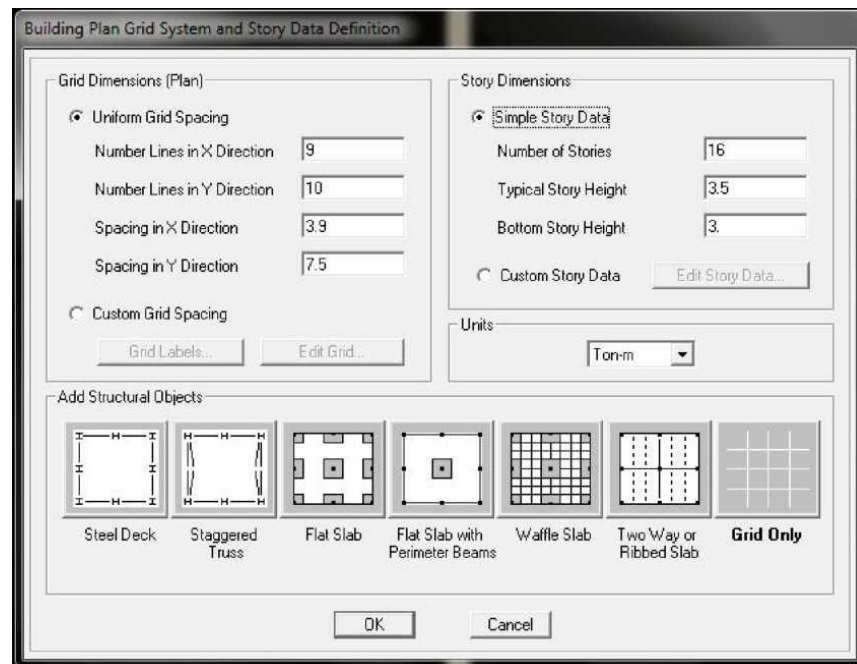 Building Plan Grid System and Story Data Definition
Grid Dimensions (Plan)
Uniform Grid Spacing
Number Lines in X Direction 9
Number Lines in Y Direction 10
Spacing in X Direction 3.9
Spacing in Y Direction 7.5
Custom Grid Spacing
Grid Labels... Edit Grid...
Story Dimensions
Simple Story Data
Number of Stories 16
Typical Story Height 3.5
Bottom Story Height 3.
Custom Story Data Edit Story Data...
Units
Ton-m
Add Structural Objects
Steel Deck
Staggered
Truss
Flat Slab
Flat Slab with
Perimeter Beams
Waffle Slab
Two Way or
Ribbed Slab
Grid Only
OK Cancel